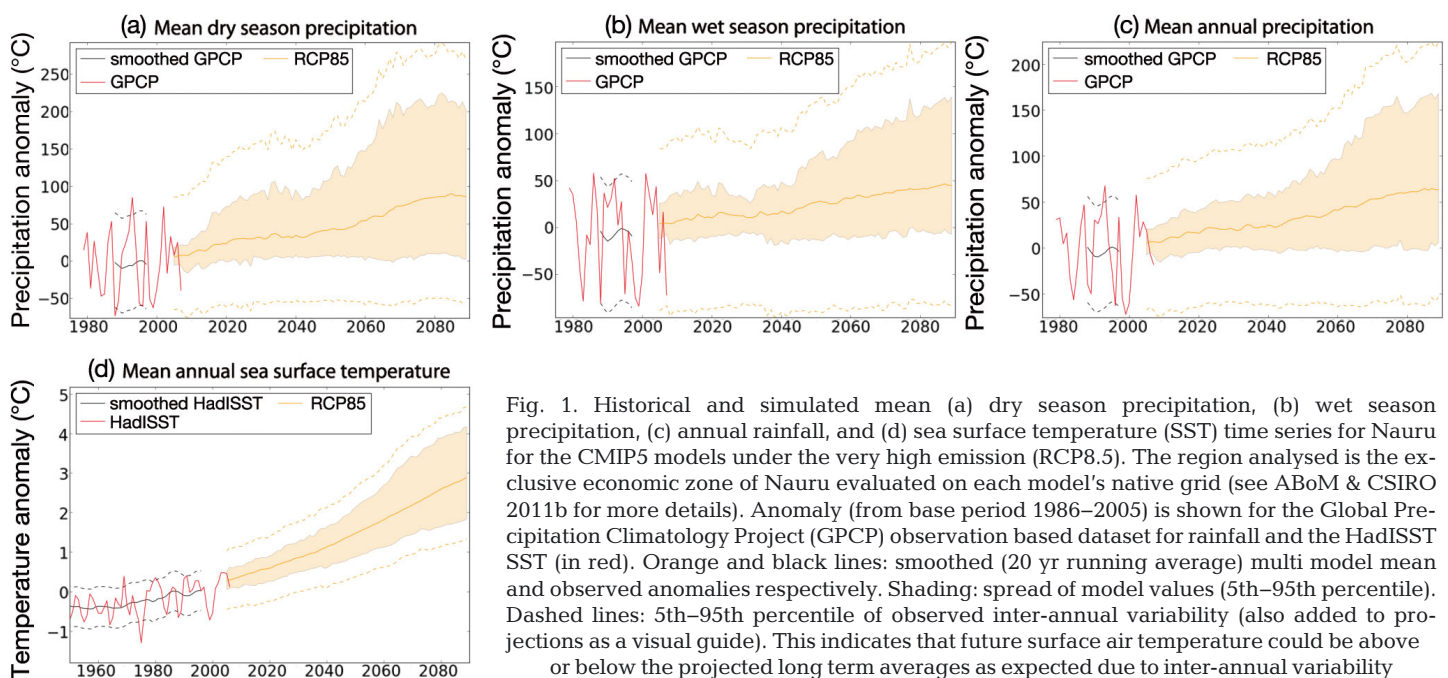 (a) Mean dry season precipitation
Precipitation anomaly (°C)
smoothed GPCP
RCP85
GPCP
250
200
150
100
50
0
−50
1980 2000 2020 2040 2060 2080
(b) Mean wet season precipitation
Precipitation anomaly (°C)
smoothed GPCP
RCP85
GPCP
150
100
50
0
−50
1980 2000 2020 2040 2060 2080
(c) Mean annual precipitation
Precipitation anomaly (°C)
smoothed GPCP
RCP85
GPCP
200
150
100
50
0
−50
1980 2000 2020 2040 2060 2080
(d) Mean annual sea surface temperature
Temperature anomaly (°C)
smoothed HadISST
RCP85
HadISST
5
4
3
2
1
0
−1
1960 1980 2000 2020 2040 2060 2080
Fig. 1. Historical and simulated mean (a) dry season precipitation, (b) wet season
precipitation, (c) annual rainfall, and (d) sea surface temperature (SST) time series for Nauru
for the CMIP5 models under the very high emission (RCP8.5). The region analysed is the ex-
clusive economic zone of Nauru evaluated on each model's native grid (see ABoM & CSIRO
2011b for more details). Anomaly (from base period 1986–2005) is shown for the Global Pre-
cipitation Climatology Project (GPCP) observation based dataset for rainfall and the HadISST
SST (in red). Orange and black lines: smoothed (20 yr running average) multi model mean
and observed anomalies respectively. Shading: spread of model values (5th–95th percentile).
Dashed lines: 5th–95th percentile of observed inter-annual variability (also added to pro-
jections as a visual guide). This indicates that future surface air temperature could be above
or below the projected long term averages as expected due to inter-annual variability